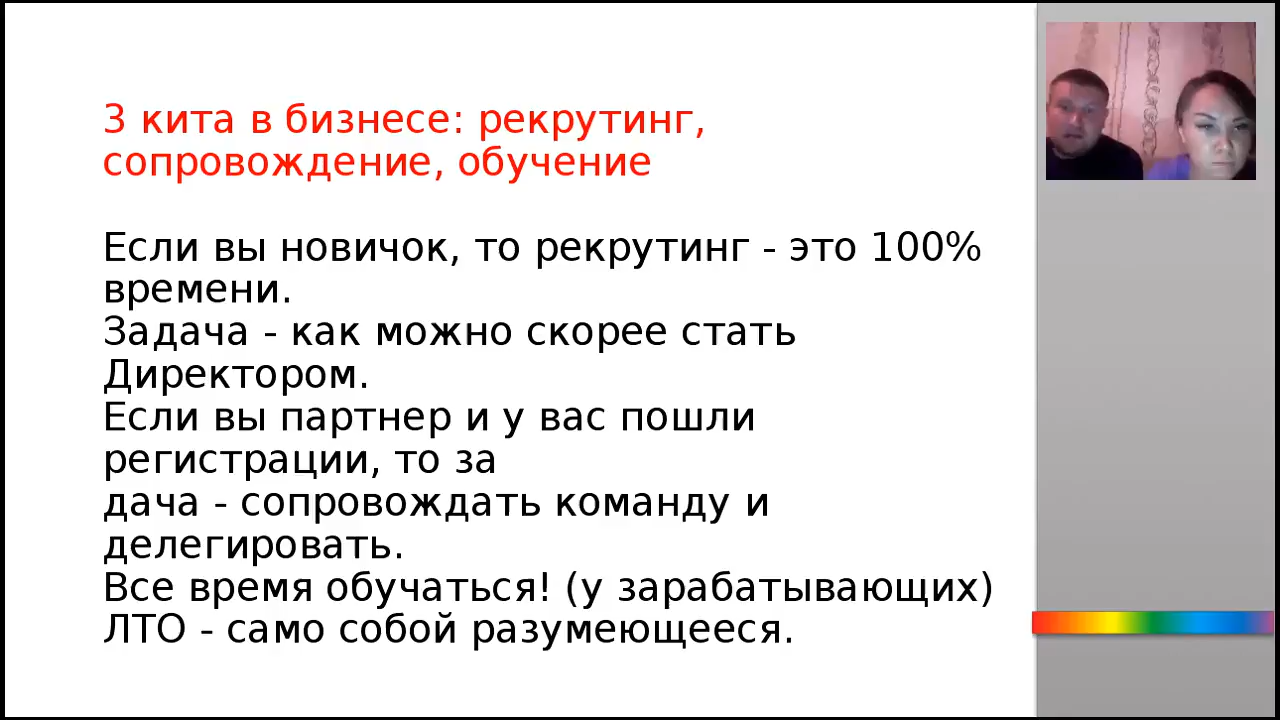 3 кита в бизнесе: рекрутинг,
сопровождение, обучение
Если вы новичок, то рекрутинг - это 100%
времени.
Задача - как можно скорее стать
Директором.
Если вы партнер и у вас пошли
регистрации, то за
дача - сопровождать команду и
делегировать.
Все время обучаться! (у зарабатывающих)
ЛТО - само собой разумеющееся.